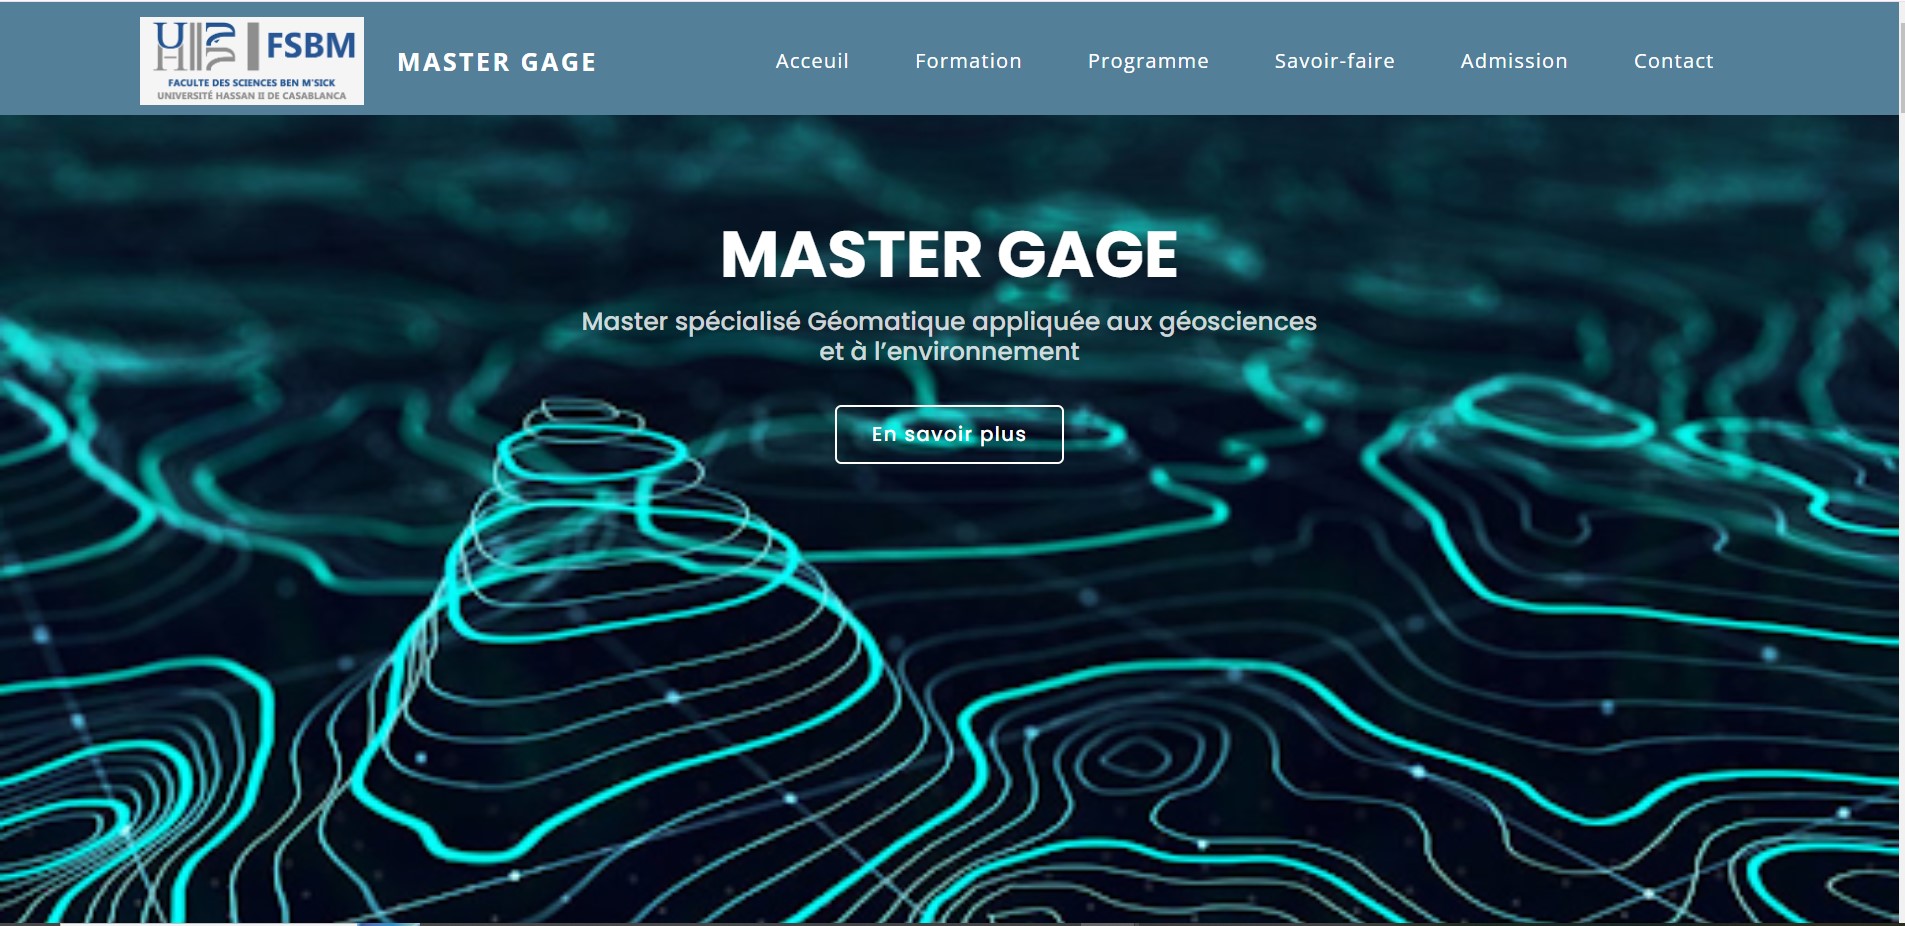 UH2C FSBM
FACULTE DES SCIENCES BEN M'SICK
UNIVERSITÉ HASSAN II DE CASABLANCA
MASTER GAGE
Acceuil
Formation
Programme
Savoir-faire
Admission
Contact
MASTER GAGE
Master spécialisé Géomatique appliquée aux géosciences
et à l’environnement
En savoir plus